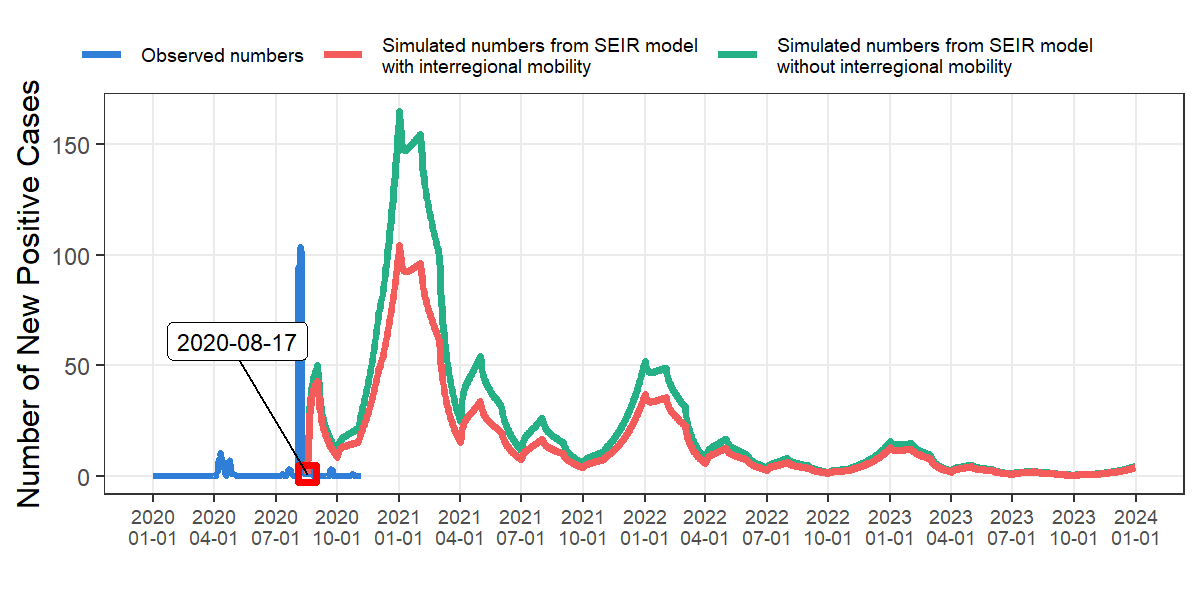 Observed numbers
Simulated numbers from SEIR model
with interregional mobility
Simulated numbers from SEIR model
without interregional mobility
Number of New Positive Cases
150
100
50
0
2020-08-17
2020 2020 2020 2020 2021 2021 2021 2021 2022 2022 2022 2022 2023 2023 2023 2023 2024
01-01 04-01 07-01 10-01 01-01 04-01 07-01 10-01 01-01 04-01 07-01 10-01 01-01 04-01 07-01 10-01 01-01